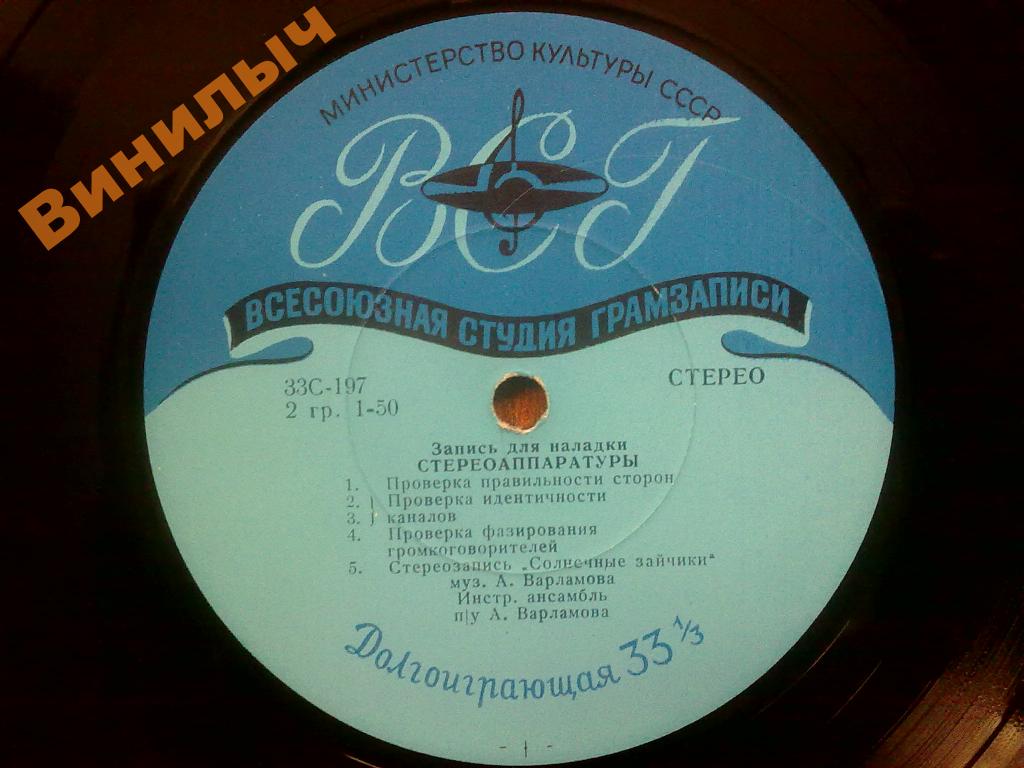 Винилыч
МИНИСТЕРСТВО КУЛЬТУРЫ СССР
ВСГ
ВСЕСОЮЗНАЯ СТУДИЯ ГРАМЗАПИСИ
33С-197
СТЕРЕО
2 гр. 1-50
Запись для наладки
СТЕРЕОАППАРАТУРЫ
1. Проверка правильности сторон
2. Проверка идентичности
3. каналов
4. Проверка фазирования
громкоговорителей
5. Стереозапись „Солнечные зайчики“
муз. А. Варламова
Инстр. ансамбль
п|у А. Варламова
Долгоиграющая 33 1/3
- 1 -